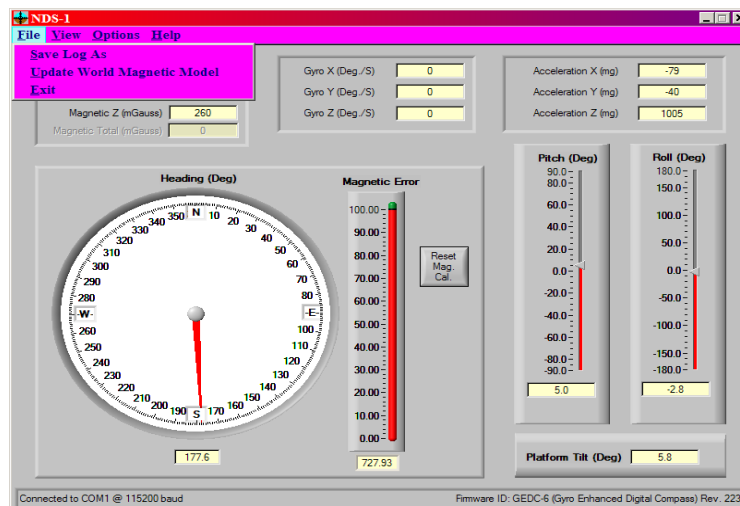 NDS-1
File View Options Help
Save Log As
Update World Magnetic Model
Exit
Magnetic Z (mGauss) 260
Magnetic Total (mGauss) 0
Gyro X (Deg./S) 0
Gyro Y (Deg./S) 0
Gyro Z (Deg./S) 0
Acceleration X (mg) -79
Acceleration Y (mg) -40
Acceleration Z (mg) 1005
Heading (Deg)
N
10
20
30
40
50
60
70
80
-E-
100
110
120
130
140
150
160
170
S
190
200
210
220
230
240
250
260
-W-
280
290
310
320
330
340
350
177.6
Magnetic Error
100.00
90.00
80.00
70.00
60.00
50.00
40.00
30.00
20.00
10.00
0.00
727.93
Reset
Mag.
Cal.
Pitch (Deg)
90.0
80.0
60.0
40.0
20.0
0.0
-20.0
-40.0
-60.0
-80.0
-90.0
5.0
Roll (Deg)
180.0
150.0
100.0
50.0
0.0
-50.0
-100.0
-150.0
-180.0
-2.8
Platform Tilt (Deg) 5.8
Connected to COM1 @ 115200 baud
Firmware ID: GEDC-6 (Gyro Enhanced Digital Compass) Rev. 223